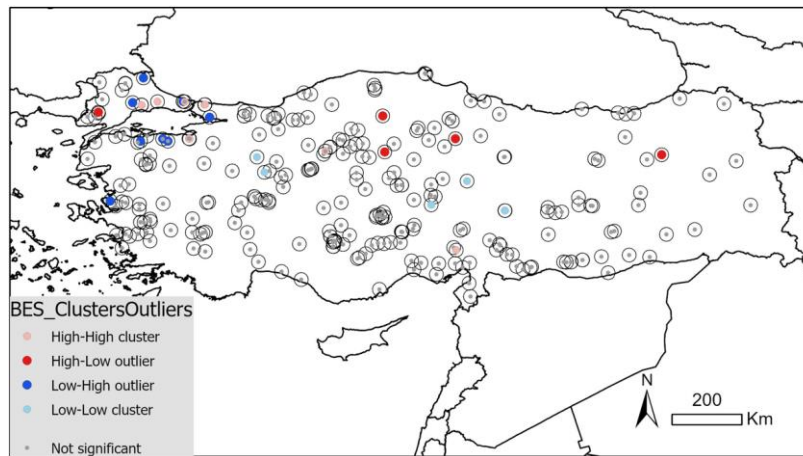 BES_ClustersOutliers
High-High cluster
High-Low outlier
Low-High outlier
Low-Low cluster
Not significant
N
200
Km